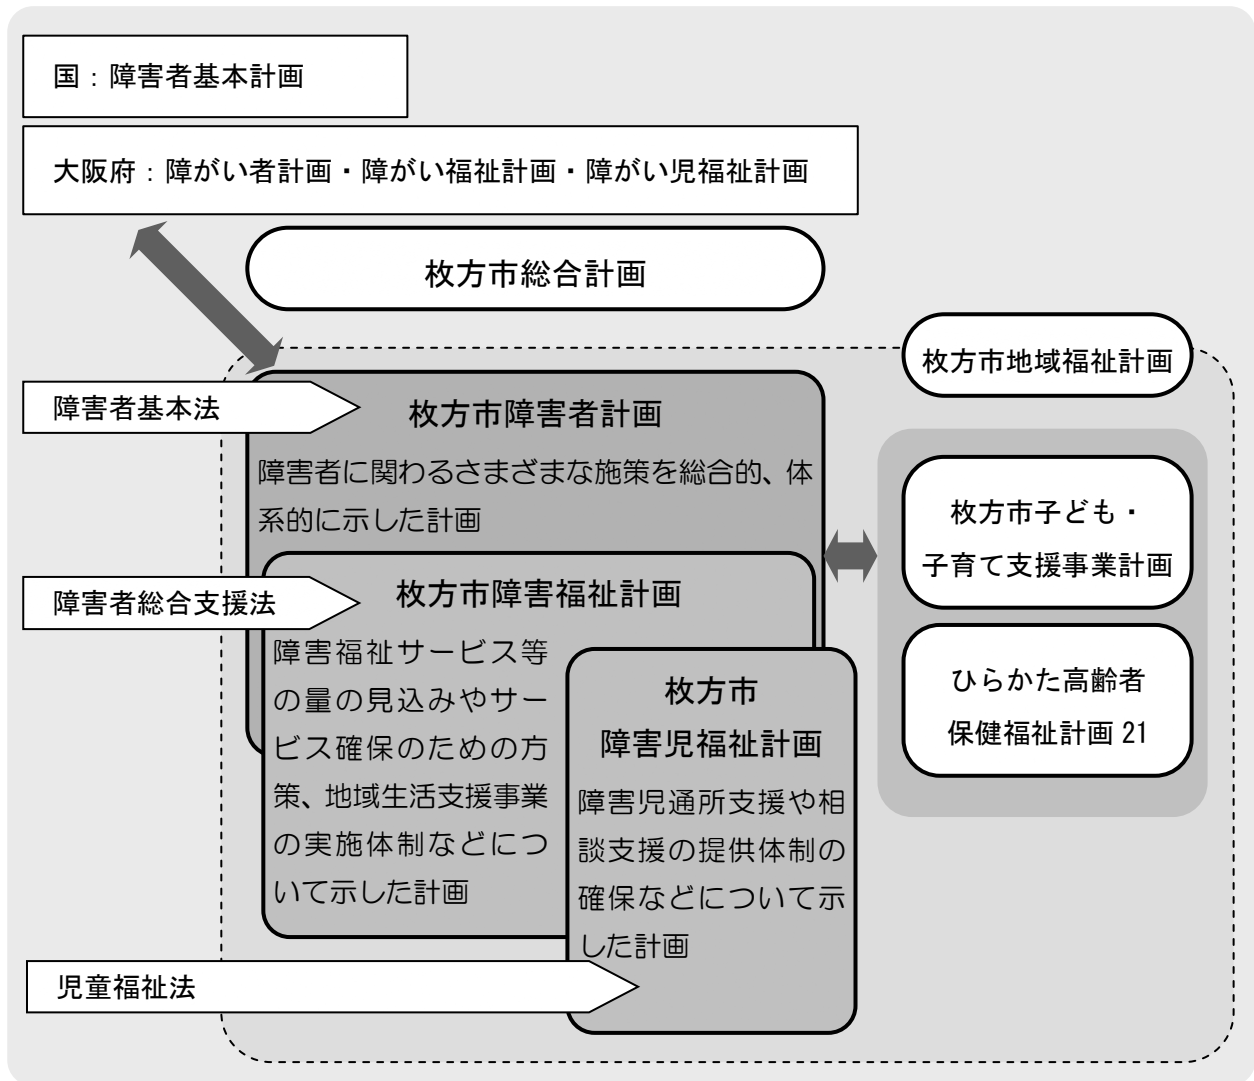 国：障害者基本計画
大阪府：障がい者計画・障がい福祉計画・障がい児福祉計画
枚方市総合計画
枚方市地域福祉計画
障害者基本法
枚方市障害者計画
障害者に関わるさまざまな施策を総合的、体
系的に示した計画
障害者総合支援法
枚方市障害福祉計画
障害福祉サービス等
の量の見込みやサー
ビス確保のための方
策、地域生活支援事業
の実施体制などにつ
いて示した計画
枚方市
障害児福祉計画
障害児通所支援や相
談支援の提供体制の
確保などについて示
した計画
児童福祉法
枚方市子ども・
子育て支援事業計画
ひらかた高齢者
保健福祉計画 21